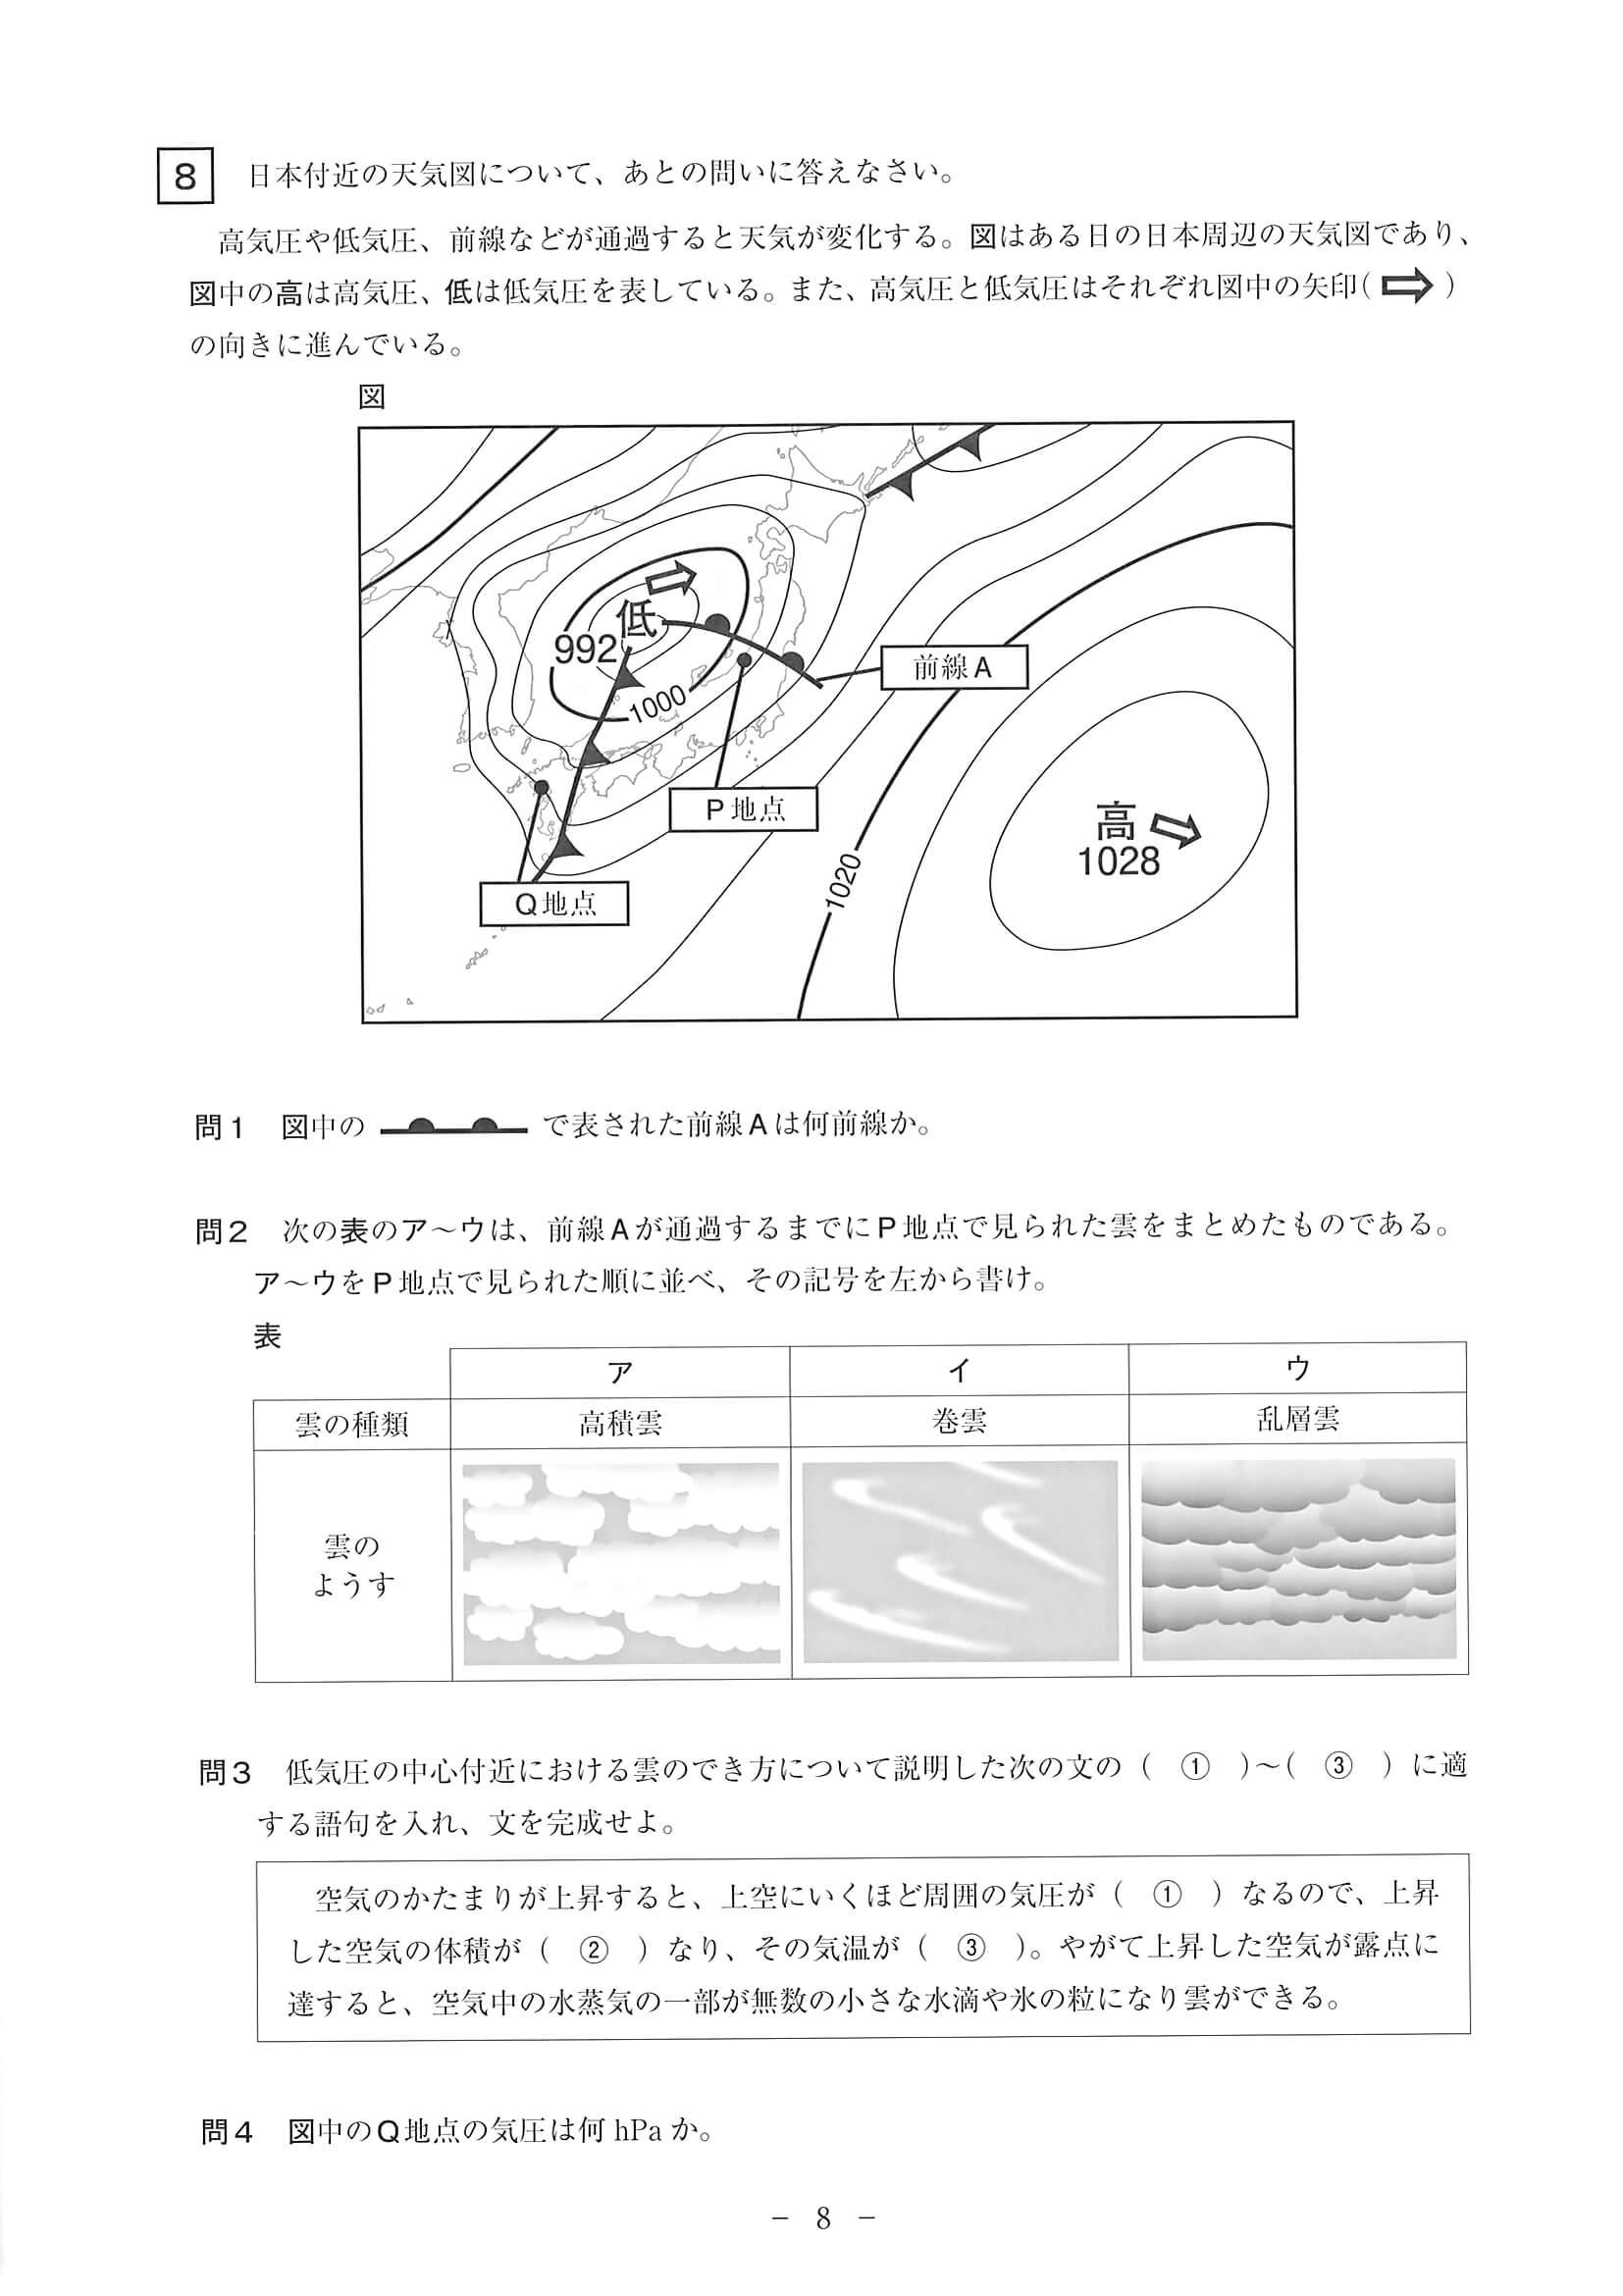 8 日本付近の天気図について、あとの問いに答えなさい。
高気圧や低気圧、前線などが通過すると天気が変化する。図はある日の日本周辺の天気図であり、
図中の高は高気圧、低は低気圧を表している。また、高気圧と低気圧はそれぞれ図中の矢印(⇨)
の向きに進んでいる。
図
低
992
1000
前線A
P地点
高
1028
1020
Q地点
問1 図中の で表された前線Aは何前線か。
問2 次の表のア～ウは、前線Aが通過するまでにP地点で見られた雲をまとめたものである。
ア～ウをP地点で見られた順に並べ、その記号を左から書け。
表
ア イ ウ
雲の種類 高積雲 巻雲 乱層雲
雲の
ようす
問3 低気圧の中心付近における雲のでき方について説明した次の文の( ① )～( ③ )に適
する語句を入れ、文を完成せよ。
空気のかたまりが上昇すると、上空にいくほど周囲の気圧が( ① )なるので、上昇
した空気の体積が( ② )なり、その気温が( ③ )。やがて上昇した空気が露点に
達すると、空気中の水蒸気の一部が無数の小さな水滴や氷の粒になり雲ができる。
問4 図中のQ地点の気圧は何 hPa か。
－ 8 －